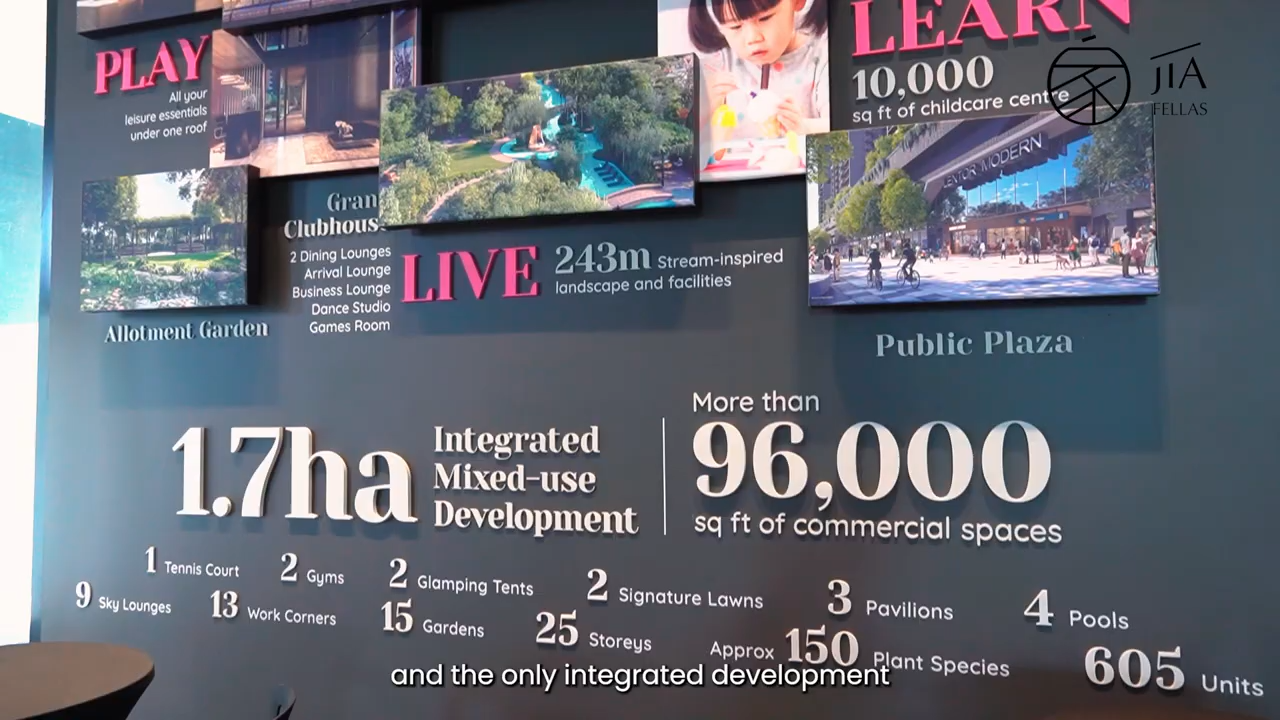 PLAY
All your
leisure essentials
under one roof
LEARN
10,000
sq ft of childcare centre
JIA
FELLAS
LENTOR MODERN
Gran
Clubhouse
2 Dining Lounges
Arrival Lounge
Business Lounge
Dance Studio
Games Room
LIVE
243m Stream-inspired
landscape and facilities
Allotment Garden
Public Plaza
1.7ha
Integrated
Mixed-use
Development
More than
96,000
sq ft of commercial spaces
1 Tennis Court 2 Gyms 2 Glamping Tents 2 Signature Lawns 3 Pavilions 4 Pools
9 Sky Lounges 13 Work Corners 15 Gardens 25 Storeys Approx 150 Plant Species 605 Units
and the only integrated development